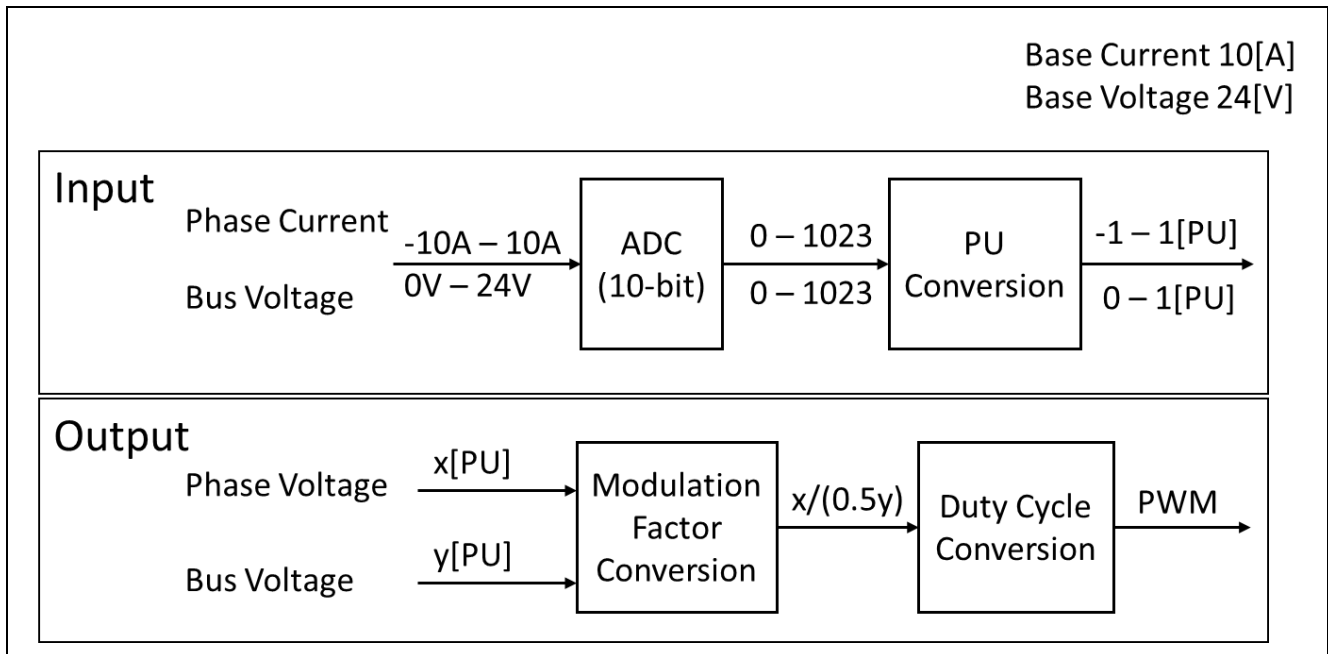 Base Current 10[A]
Base Voltage 24[V]
Input
Phase Current
-10A – 10A
0V – 24V
Bus Voltage
ADC
(10-bit)
0 – 1023
0 – 1023
PU
Conversion
-1 – 1[PU]
0 – 1[PU]
Output
Phase Voltage
x[PU]
Bus Voltage
y[PU]
Modulation
Factor
Conversion
x/(0.5y)
Duty Cycle
Conversion
PWM